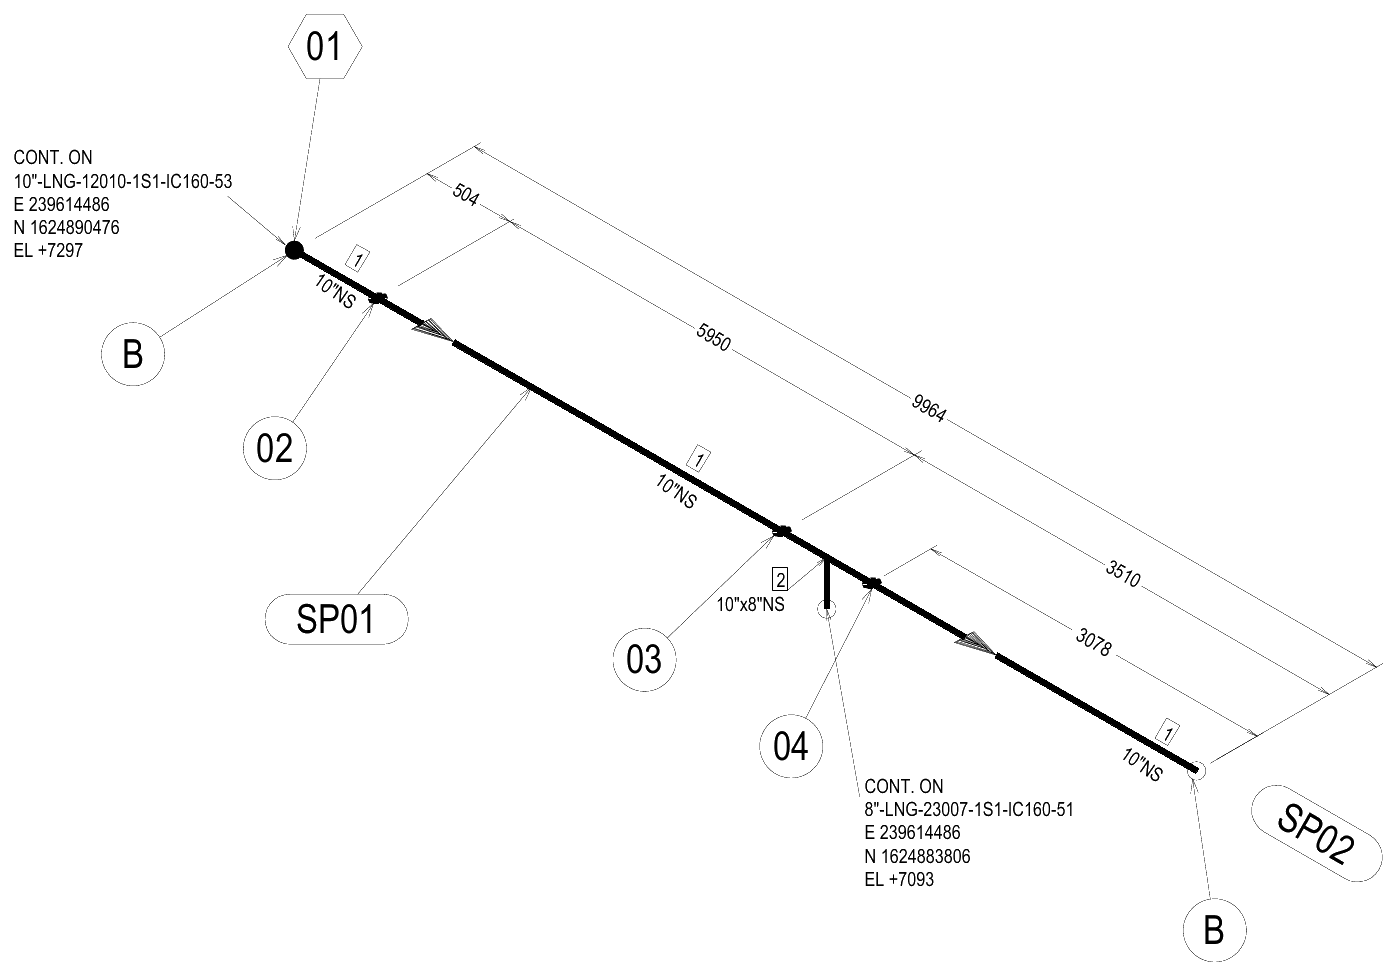 01
CONT. ON
10"-LNG-12010-1S1-IC160-53
E 239614486
N 1624890476
EL +7297
504
1
10"NS
B
5950
9964
02
1
10"NS
3510
2
10"x8"NS
SP01
3078
03
04
1
10"NS
CONT. ON
8"-LNG-23007-1S1-IC160-51
E 239614486
N 1624883806
EL +7093
SP02
B